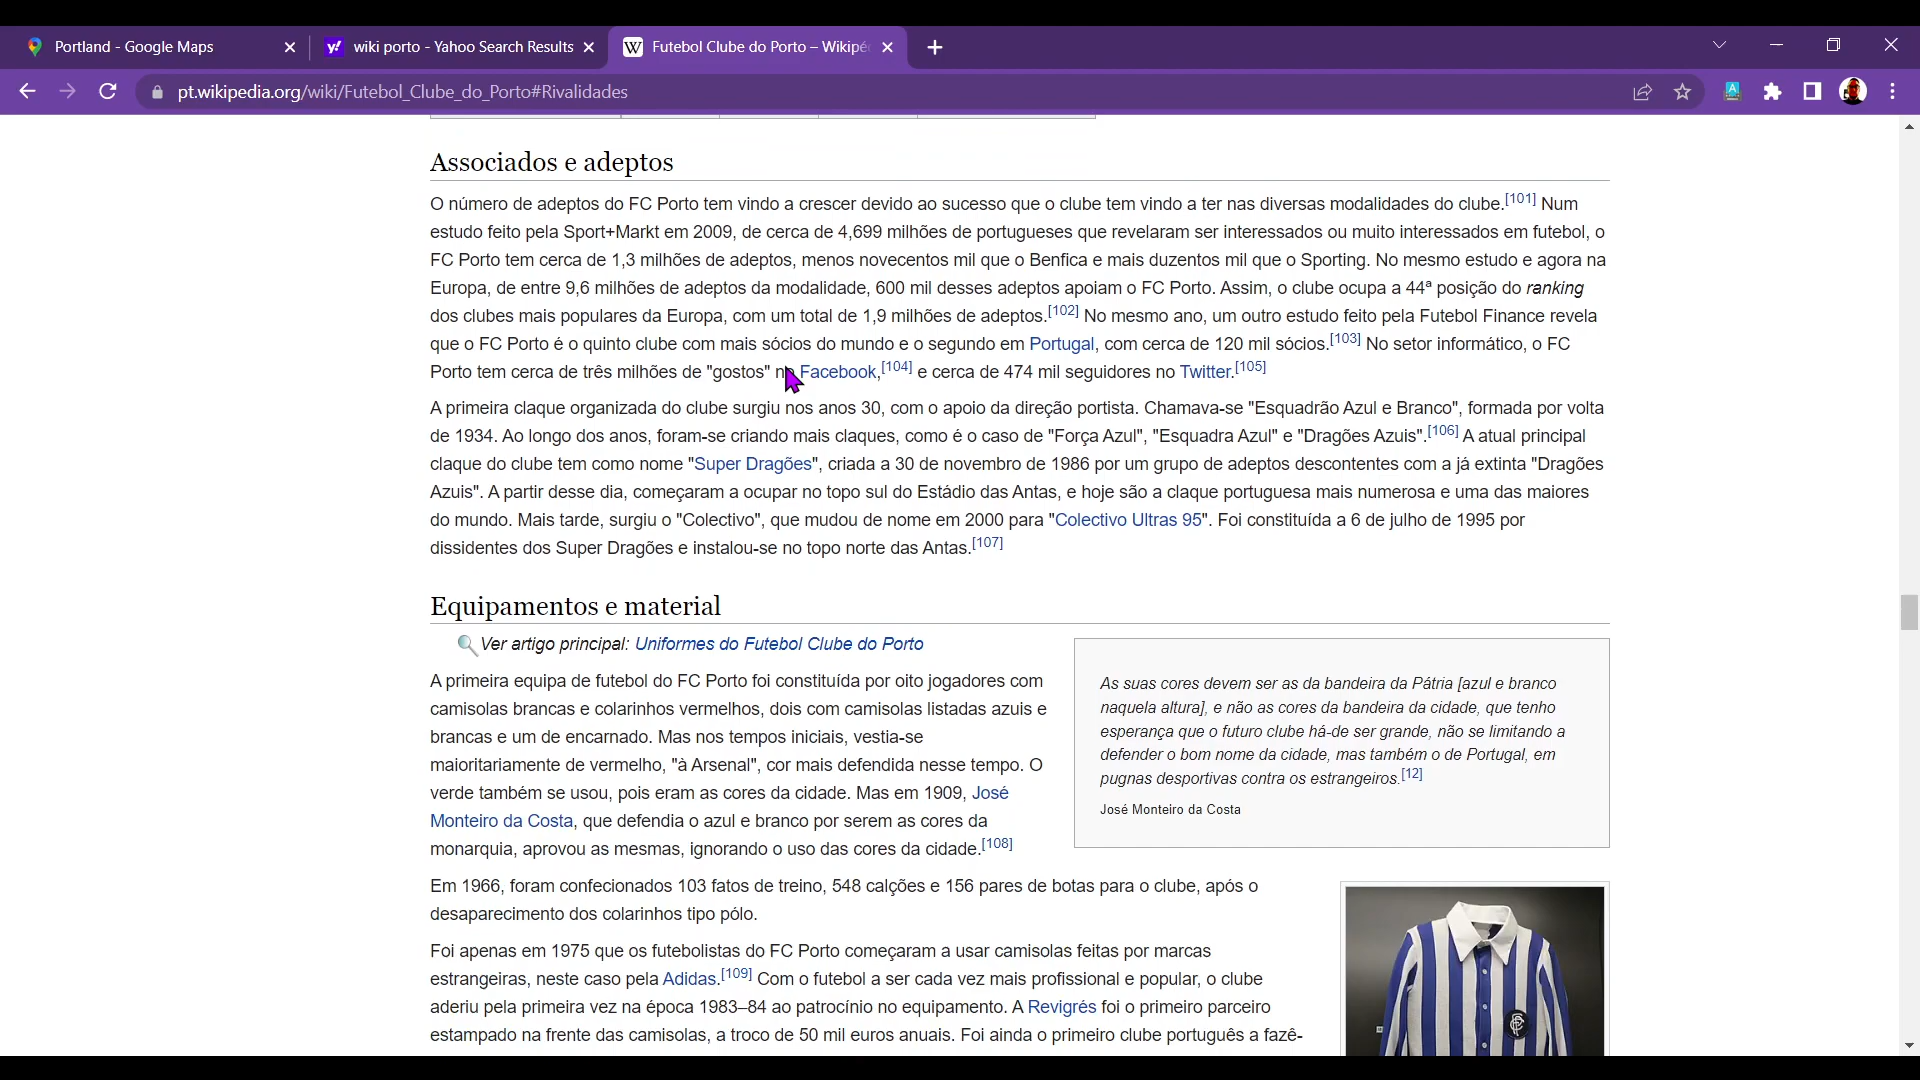 Portland - Google Maps
wiki porto - Yahoo Search Results
Futebol Clube do Porto – Wikipé
pt.wikipedia.org/wiki/Futebol_Clube_do_Porto#Rivalidades
Associados e adeptos
O número de adeptos do FC Porto tem vindo a crescer devido ao sucesso que o clube tem vindo a ter nas diversas modalidades do clube.[101] Num
estudo feito pela Sport+Markt em 2009, de cerca de 4,699 milhões de portugueses que revelaram ser interessados ou muito interessados em futebol, o
FC Porto tem cerca de 1,3 milhões de adeptos, menos novecentos mil que o Benfica e mais duzentos mil que o Sporting. No mesmo estudo e agora na
Europa, de entre 9,6 milhões de adeptos da modalidade, 600 mil desses adeptos apoiam o FC Porto. Assim, o clube ocupa a 44ª posição do ranking
dos clubes mais populares da Europa, com um total de 1,9 milhões de adeptos.[102] No mesmo ano, um outro estudo feito pela Futebol Finance revela
que o FC Porto é o quinto clube com mais sócios do mundo e o segundo em Portugal, com cerca de 120 mil sócios.[103] No setor informático, o FC
Porto tem cerca de três milhões de "gostos" no Facebook,[104] e cerca de 474 mil seguidores no Twitter.[105]
A primeira claque organizada do clube surgiu nos anos 30, com o apoio da direção portista. Chamava-se "Esquadrão Azul e Branco", formada por volta
de 1934. Ao longo dos anos, foram-se criando mais claques, como é o caso de "Força Azul", "Esquadra Azul" e "Dragões Azuis".[106] A atual principal
claque do clube tem como nome "Super Dragões", criada a 30 de novembro de 1986 por um grupo de adeptos descontentes com a já extinta "Dragões
Azuis". A partir desse dia, começaram a ocupar no topo sul do Estádio das Antas, e hoje são a claque portuguesa mais numerosa e uma das maiores
do mundo. Mais tarde, surgiu o "Colectivo", que mudou de nome em 2000 para "Colectivo Ultras 95". Foi constituída a 6 de julho de 1995 por
dissidentes dos Super Dragões e instalou-se no topo norte das Antas.[107]
Equipamentos e material
Ver artigo principal: Uniformes do Futebol Clube do Porto
A primeira equipa de futebol do FC Porto foi constituída por oito jogadores com
camisolas brancas e colarinhos vermelhos, dois com camisolas listadas azuis e
brancas e um de encarnado. Mas nos tempos iniciais, vestia-se
maioritariamente de vermelho, "à Arsenal", cor mais defendida nesse tempo. O
verde também se usou, pois eram as cores da cidade. Mas em 1909, José
Monteiro da Costa, que defendia o azul e branco por serem as cores da
monarquia, aprovou as mesmas, ignorando o uso das cores da cidade.[108]
As suas cores devem ser as da bandeira da Pátria [azul e branco
naquela altura], e não as cores da bandeira da cidade, que tenho
esperança que o futuro clube há-de ser grande, não se limitando a
defender o bom nome da cidade, mas também o de Portugal, em
pugnas desportivas contra os estrangeiros.[12]
José Monteiro da Costa
Em 1966, foram confecionados 103 fatos de treino, 548 calções e 156 pares de botas para o clube, após o
desaparecimento dos colarinhos tipo pólo.
Foi apenas em 1975 que os futebolistas do FC Porto começaram a usar camisolas feitas por marcas
estrangeiras, neste caso pela Adidas.[109] Com o futebol a ser cada vez mais profissional e popular, o clube
aderiu pela primeira vez na época 1983–84 ao patrocínio no equipamento. A Revigrés foi o primeiro parceiro
estampado na frente das camisolas, a troco de 50 mil euros anuais. Foi ainda o primeiro clube português a fazê-